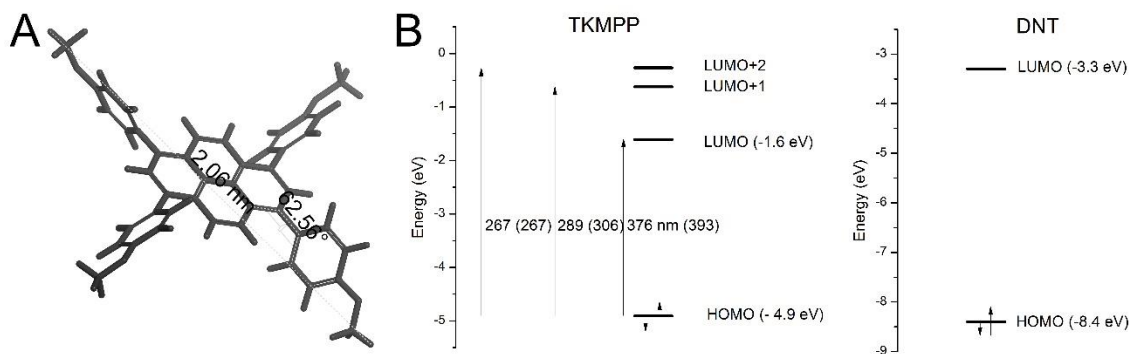 A
2.06 nm
62.56°
B
TKMPP
Energy (eV)
0
-1
-2
-3
-4
-5
LUMO+2
LUMO+1
LUMO (-1.6 eV)
267 (267) 289 (306) 376 nm (393)
HOMO (- 4.9 eV)
DNT
Energy (eV)
-3
-4
-5
-6
-7
-8
-9
LUMO (-3.3 eV)
HOMO (-8.4 eV)